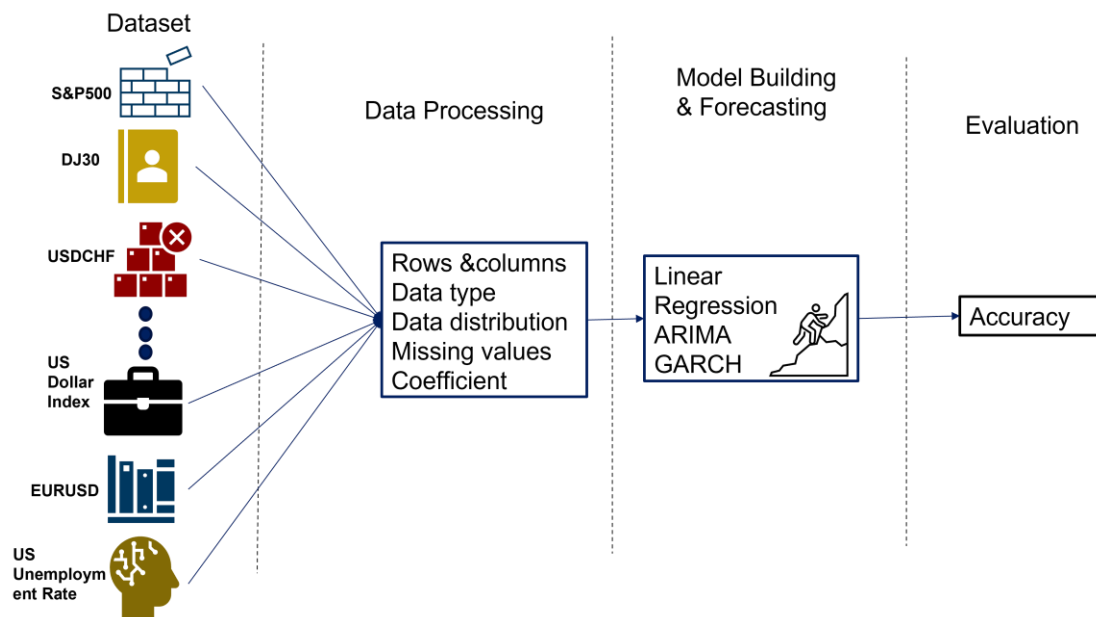 Dataset
S&P500
DJ30
USDCHF
US
Dollar
Index
EURUSD
US
Unemploym
ent Rate
Data Processing
Rows &columns
Data type
Data distribution
Missing values
Coefficient
Model Building
& Forecasting
Linear
Regression
ARIMA
GARCH
Evaluation
Accuracy